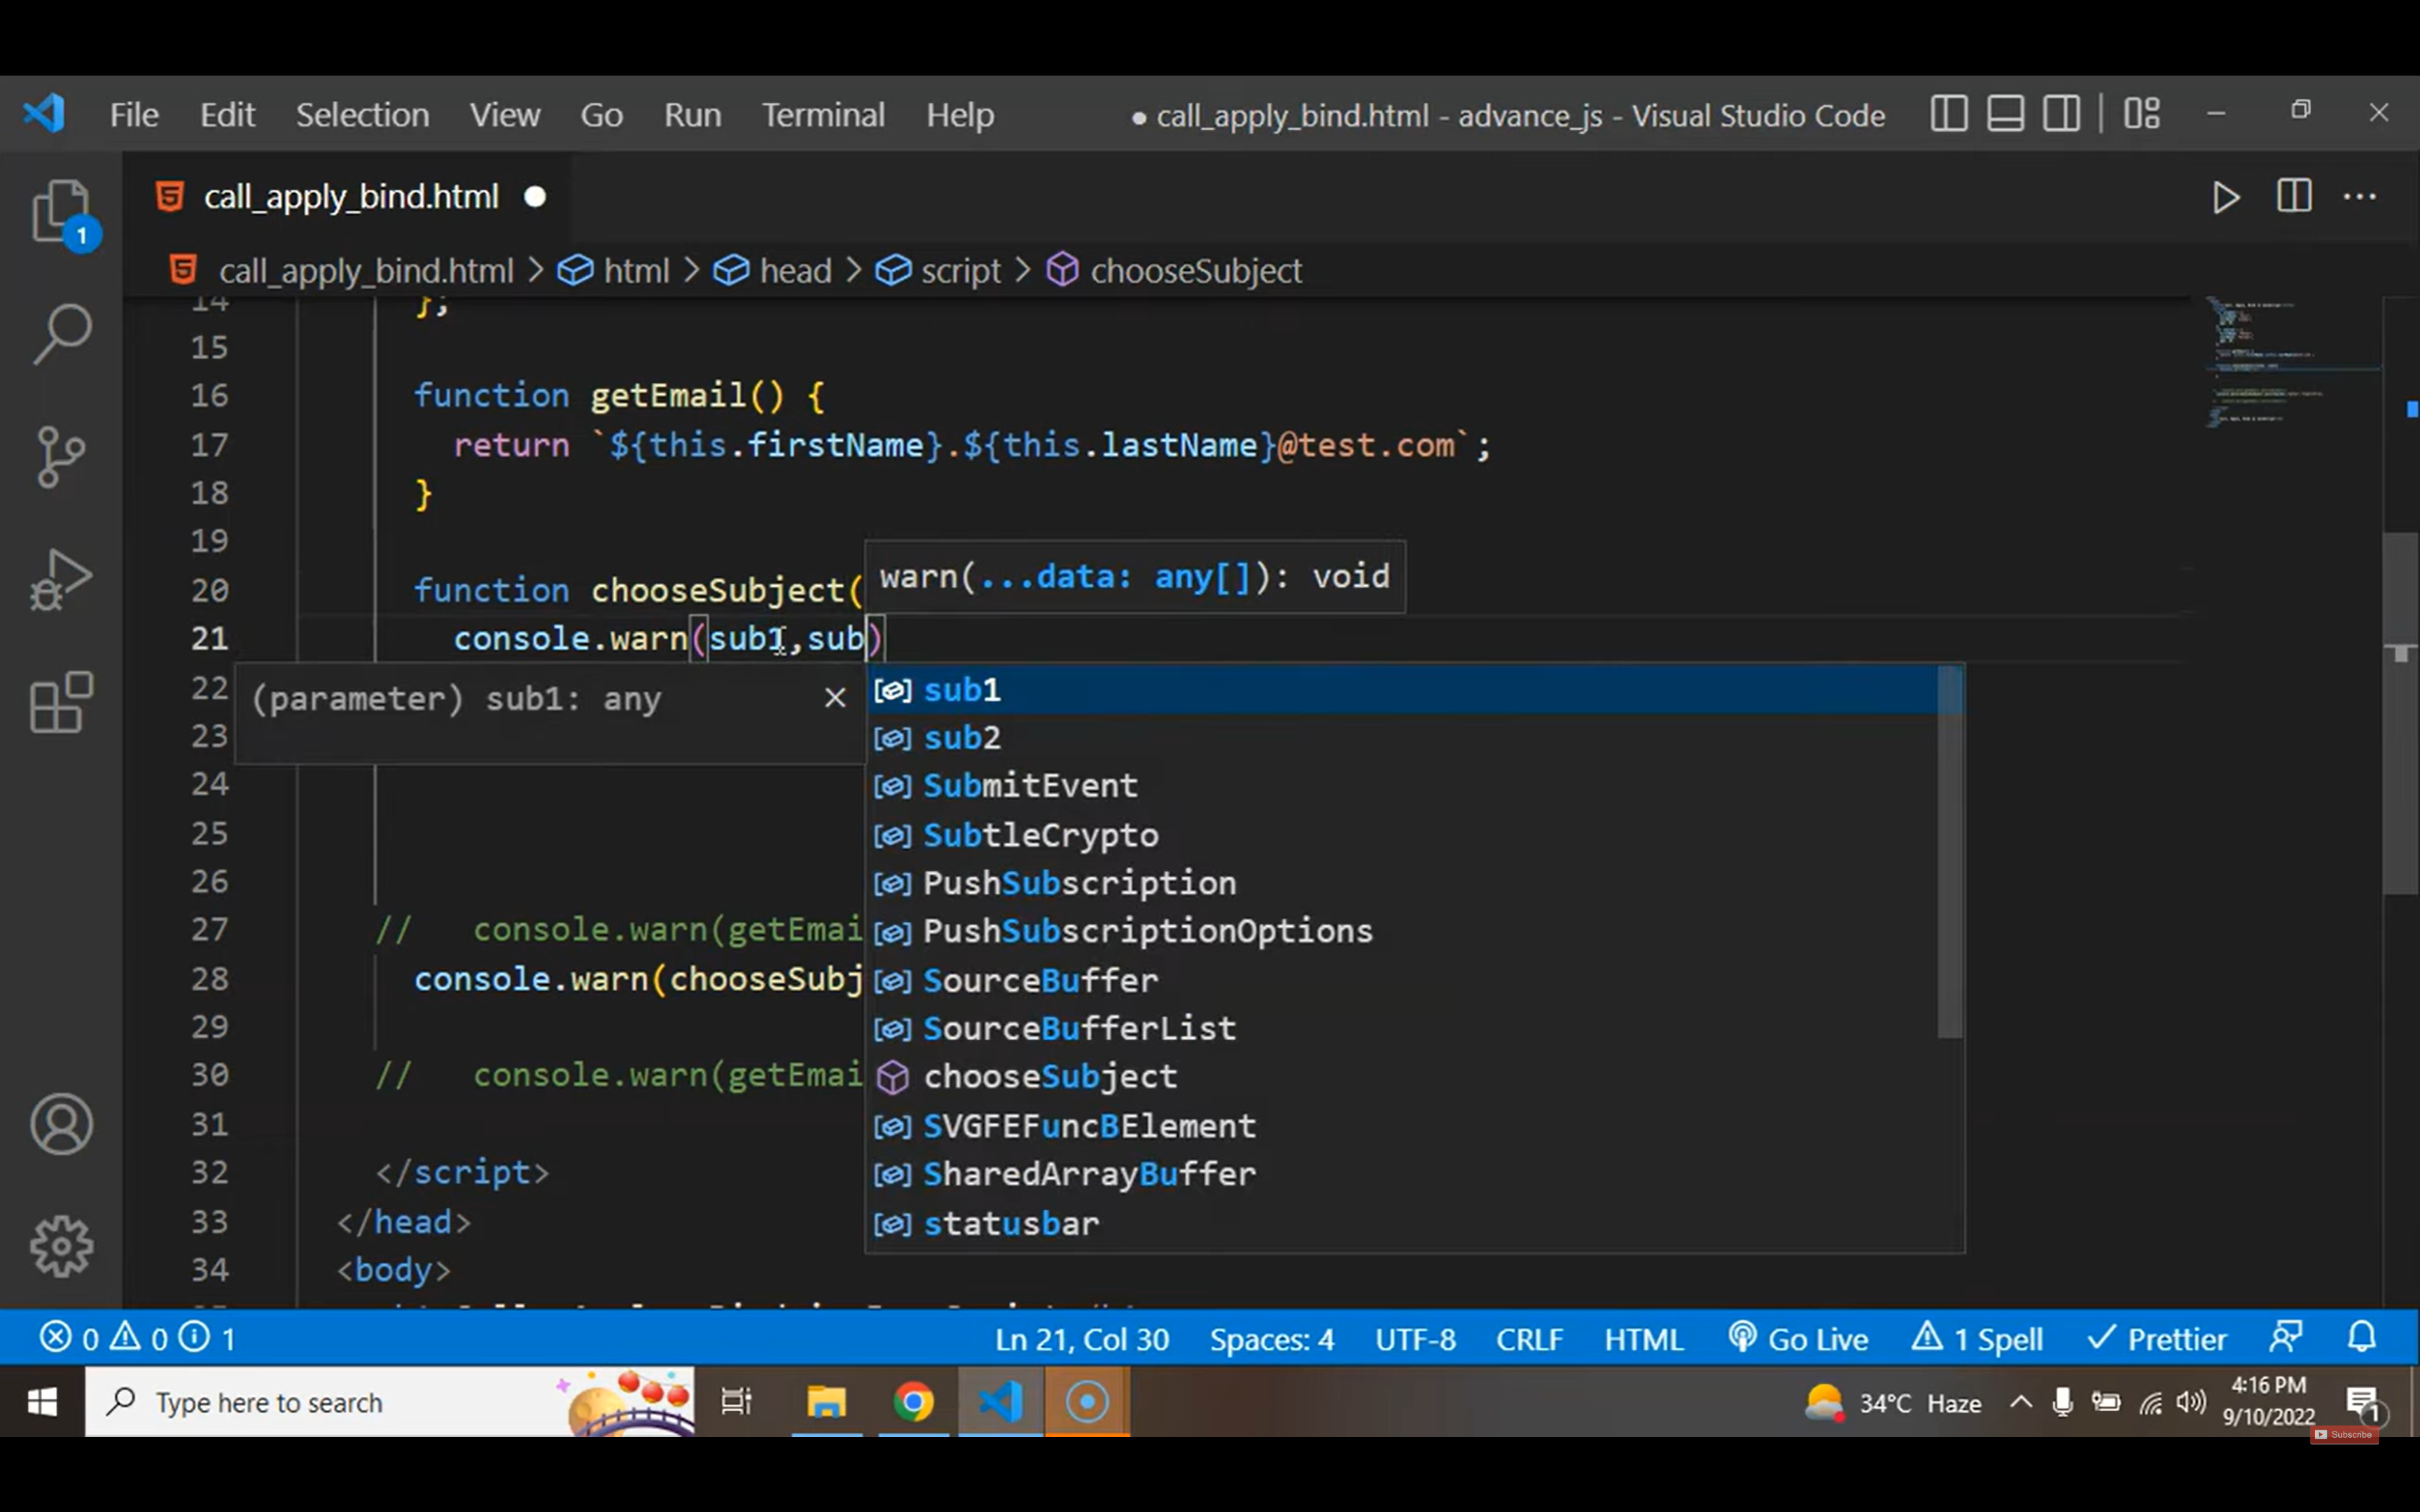 File Edit Selection View Go Run Terminal Help ● call_apply_bind.html - advance_js - Visual Studio Code
call_apply_bind.html
1
call_apply_bind.html > html > head > script > chooseSubject
14 };
15
16 function getEmail() {
17 return `${this.firstName}.${this.lastName}@test.com`;
18 }
19
warn(...data: any[]): void
20 function chooseSubject(
21 console.warn(sub1,sub)
22
(parameter) sub1: any ×
23
24
25
26
27 // console.warn(getEmai
28 console.warn(chooseSubj
29
30 // console.warn(getEmai
31
32 </script>
33 </head>
34 <body>
sub1
sub2
SubmitEvent
SubtleCrypto
PushSubscription
PushSubscriptionOptions
SourceBuffer
SourceBufferList
chooseSubject
SVGFEFuncBElement
SharedArrayBuffer
statusbar
0 0 1 Ln 21, Col 30 Spaces: 4 UTF-8 CRLF HTML Go Live 1 Spell Prettier
Type here to search 34°C Haze 4:16 PM
9/10/2022
1
Subscribe